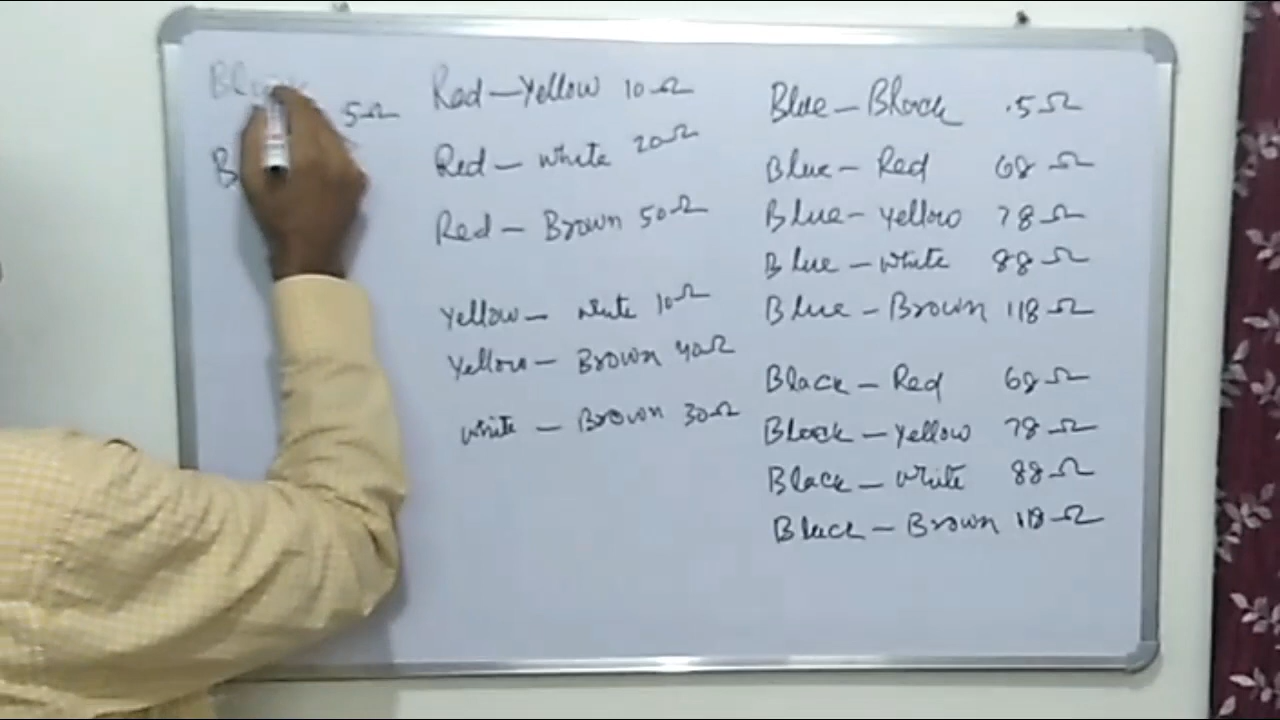 5Ω
Red - Yellow 10Ω
Red - White 20Ω
Red - Brown 50Ω
Yellow - White 10Ω
Yellow - Brown 40Ω
White - Brown 30Ω
Blue - Black .5Ω
Blue - Red 68Ω
Blue - Yellow 78Ω
Blue - White 88Ω
Blue - Brown 118Ω
Black - Red 68Ω
Black - Yellow 78Ω
Black - White 88Ω
Black - Brown 118Ω